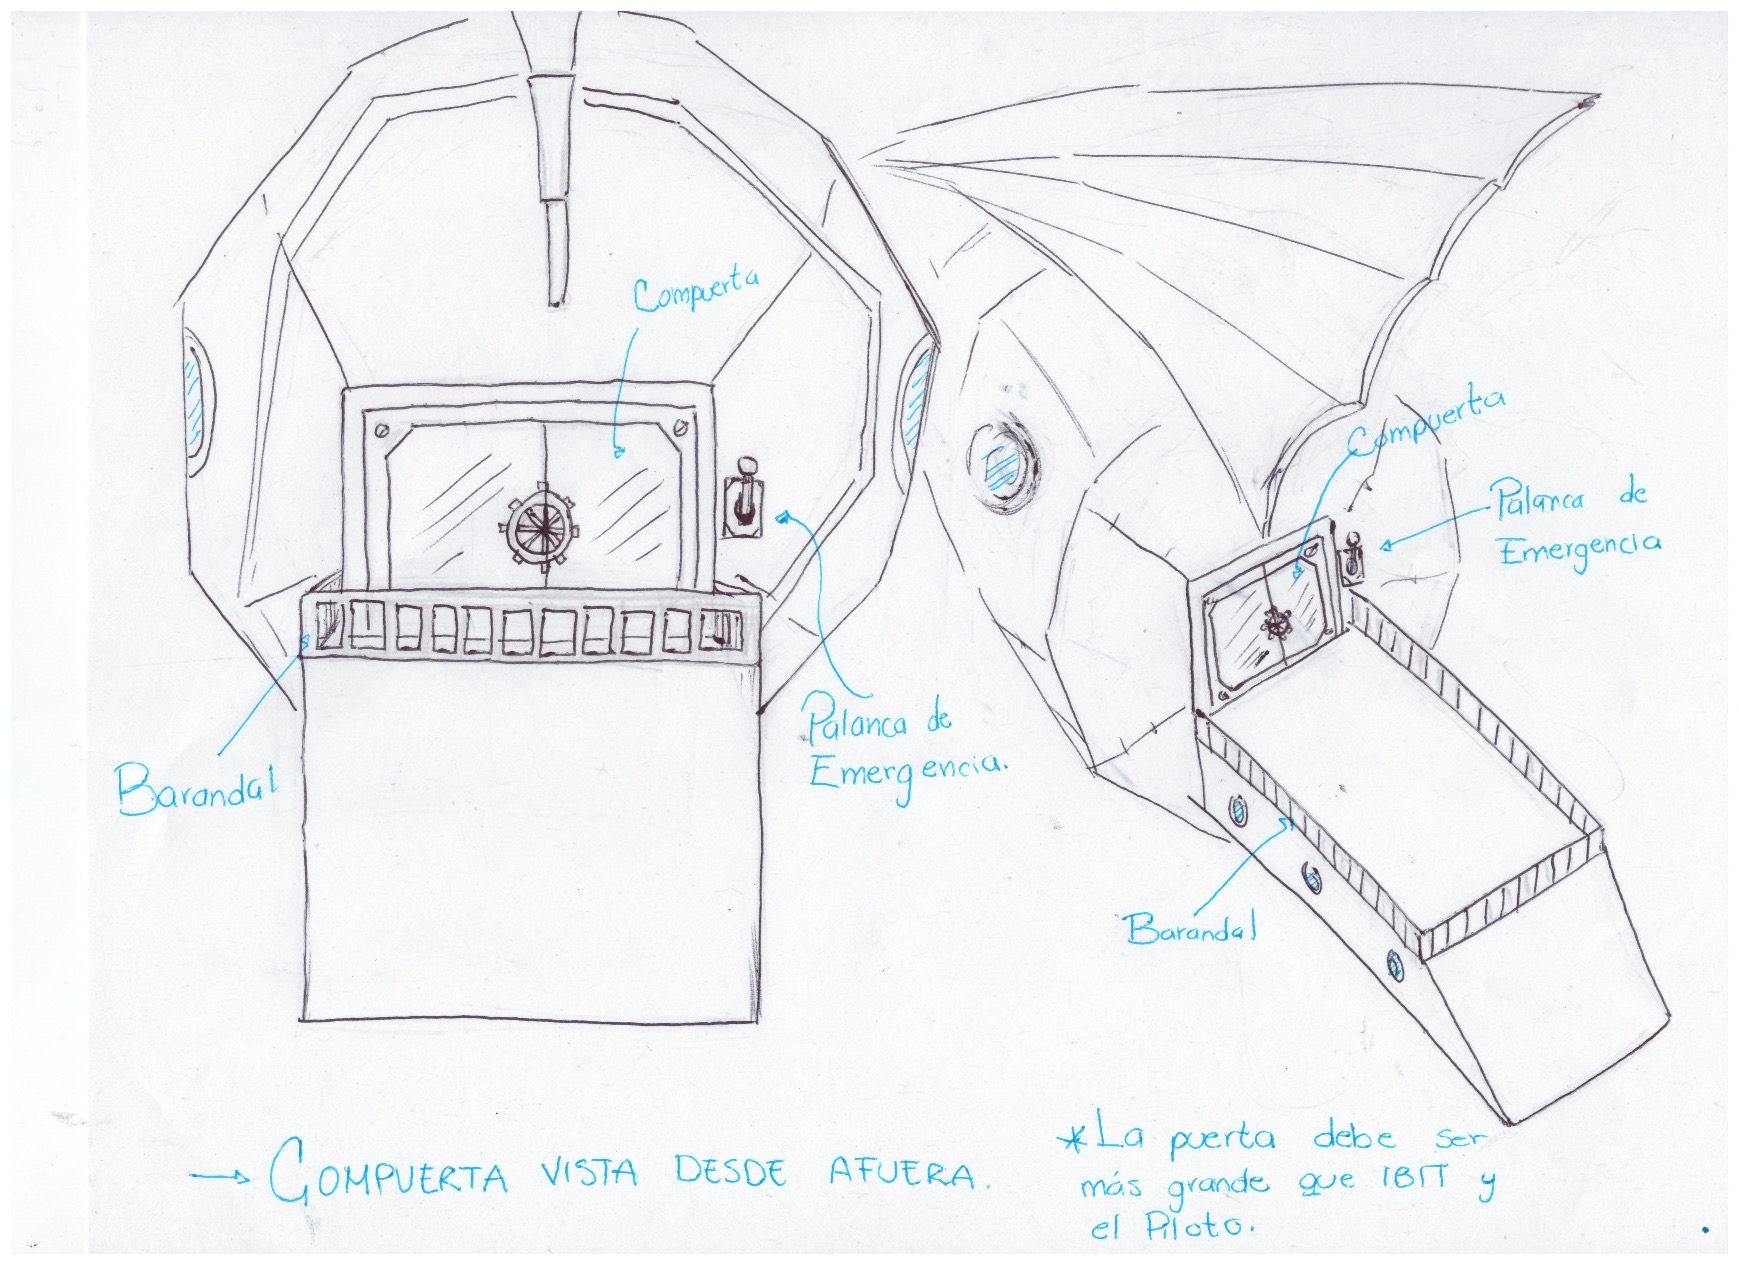 Compuerta
Palanca de
Emergencia.
Barandal
Compuerta
Palanca de
Emergencia
Barandal
→ COMPUERTA VISTA DESDE AFUERA.
* La puerta debe ser
más grande que 1B1T y
el Piloto.